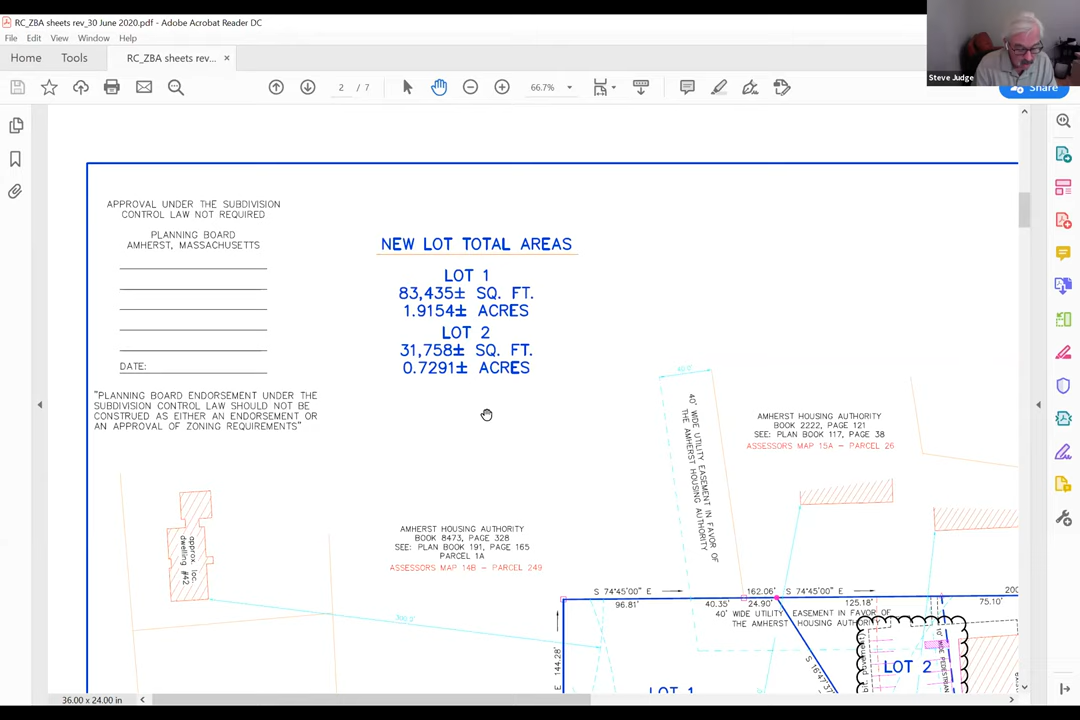 RC_ZBA sheets rev_30 June 2020.pdf - Adobe Acrobat Reader DC
File Edit View Window Help
Home Tools RC_ZBA sheets rev... ×
2 / 7 66.7%
Steve Judge
Share
APPROVAL UNDER THE SUBDIVISION
CONTROL LAW NOT REQUIRED
PLANNING BOARD
AMHERST, MASSACHUSETTS
DATE:
"PLANNING BOARD ENDORSEMENT UNDER THE
SUBDIVISION CONTROL LAW SHOULD NOT BE
CONSTRUED AS EITHER AN ENDORSEMENT OR
AN APPROVAL OF ZONING REQUIREMENTS"
NEW LOT TOTAL AREAS
LOT 1
83,435± SQ. FT.
1.9154± ACRES
LOT 2
31,758± SQ. FT.
0.7291± ACRES
40' WIDE UTILITY EASEMENT IN FAVOR OF
THE AMHERST HOUSING AUTHORITY
AMHERST HOUSING AUTHORITY
BOOK 2222, PAGE 121
SEE: PLAN BOOK 117, PAGE 38
ASSESSORS MAP 15A – PARCEL 26
approx. loc.
dwelling #42
AMHERST HOUSING AUTHORITY
BOOK 8473, PAGE 328
SEE: PLAN BOOK 191, PAGE 165
PARCEL 1A
ASSESSORS MAP 14B – PARCEL 249
S 74°45'00" E 162.06' S 74°45'00" E
96.81' 40.35' 24.90' 125.18' 75.10'
40' WIDE UTILITY EASEMENT IN FAVOR OF
THE AMHERST HOUSING AUTHORITY
E 144.28'
LOT 2
LOT 1
36.00 x 24.00 in